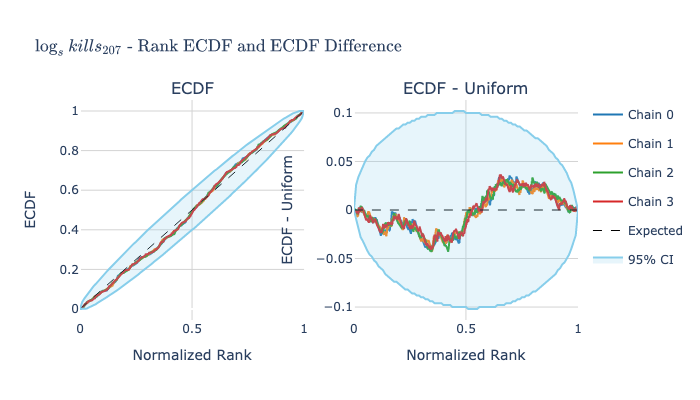 log_s kills_207 - Rank ECDF and ECDF Difference
ECDF
ECDF - Uniform
1
0.8
0.6
0.4
0.2
0
ECDF
0
0.5
1
Normalized Rank
0.1
0.05
0
−0.05
−0.1
ECDF - Uniform
0
0.5
1
Normalized Rank
Chain 0
Chain 1
Chain 2
Chain 3
Expected
95% CI